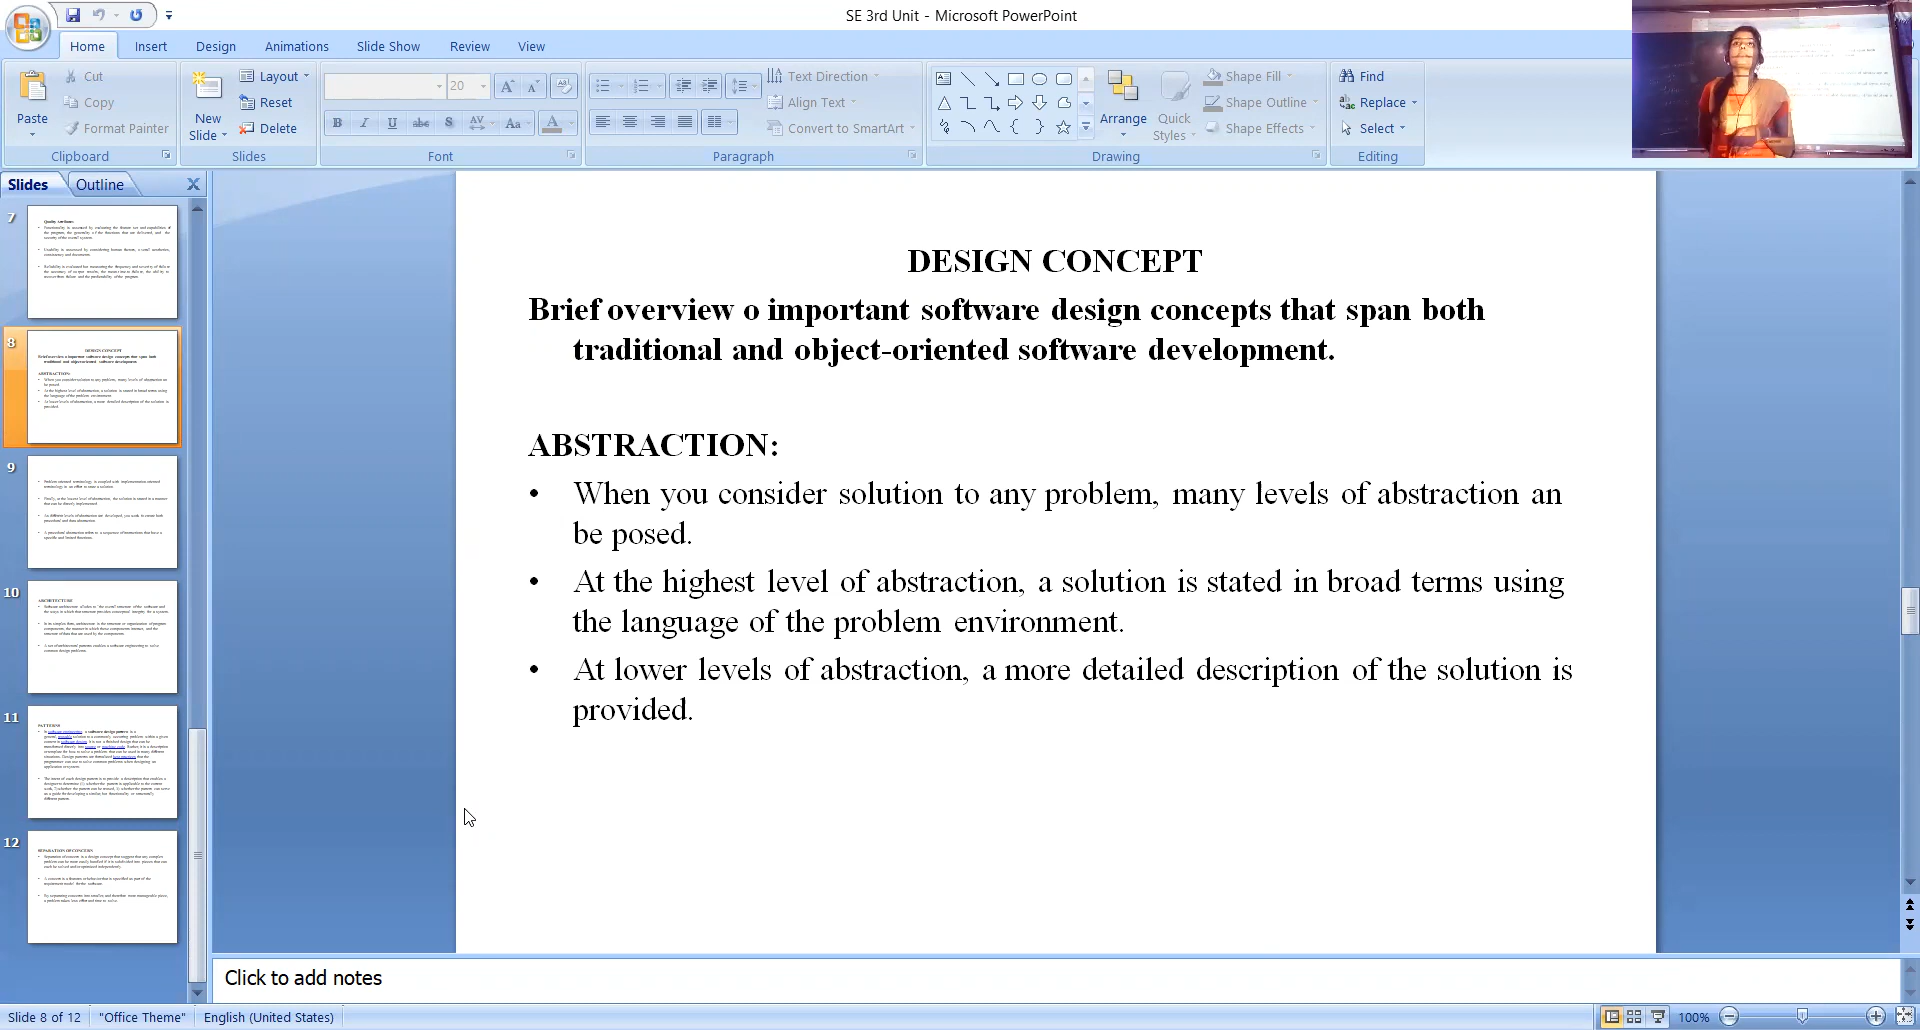 SE 3rd Unit - Microsoft PowerPoint
Home Insert Design Animations Slide Show Review View
Paste
Cut
Copy
Format Painter
Clipboard
New Slide
Layout
Reset
Delete
Slides
20
Font
Text Direction
Align Text
Convert to SmartArt
Paragraph
Arrange
Quick Styles
Shape Fill
Shape Outline
Shape Effects
Drawing
Find
Replace
Select
Editing
Slides Outline
7
8
9
10
11
12
DESIGN CONCEPT
Brief overview o important software design concepts that span both
traditional and object-oriented software development.
ABSTRACTION:
• When you consider solution to any problem, many levels of abstraction an
be posed.
• At the highest level of abstraction, a solution is stated in broad terms using
the language of the problem environment.
• At lower levels of abstraction, a more detailed description of the solution is
provided.
Click to add notes
Slide 8 of 12 "Office Theme" English (United States) 100%